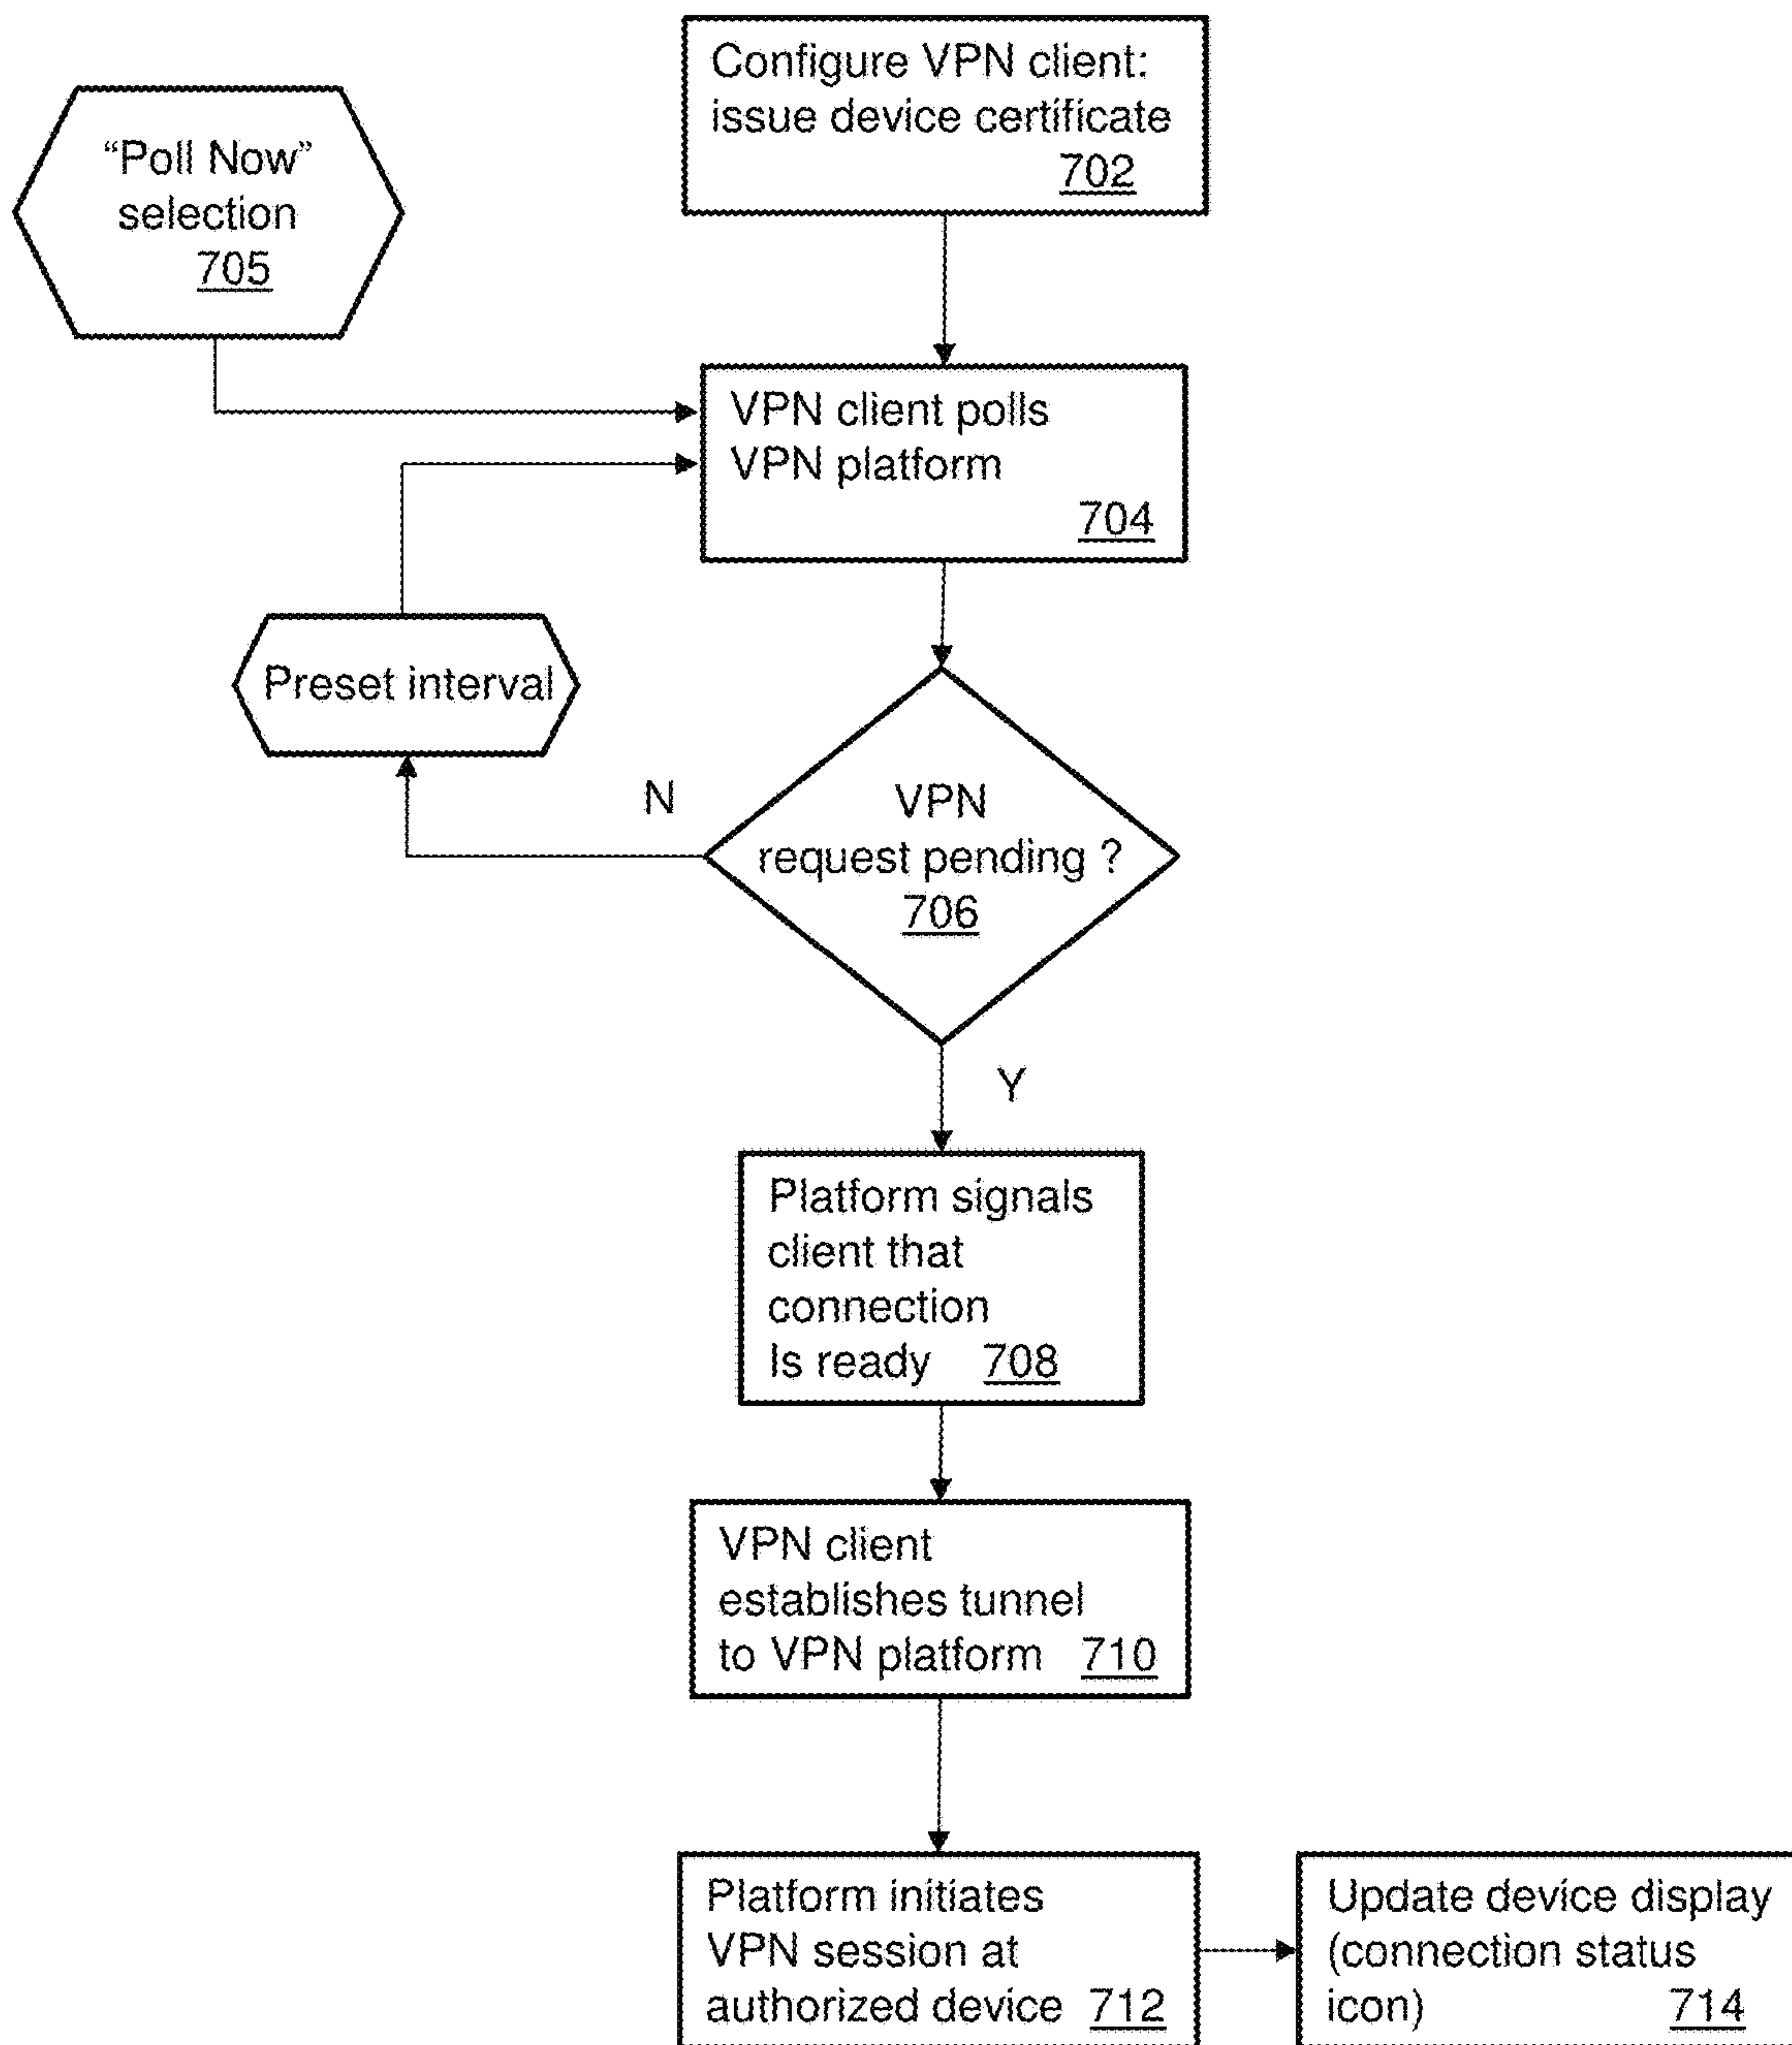 Configure VPN client:
issue device certificate
702
“Poll Now”
selection
705
VPN client polls
VPN platform
704
Preset interval
N
VPN
request pending ?
706
Y
Platform signals
client that
connection
Is ready 708
VPN client
establishes tunnel
to VPN platform 710
Platform initiates
VPN session at
authorized device 712
Update device display
(connection status
icon) 714